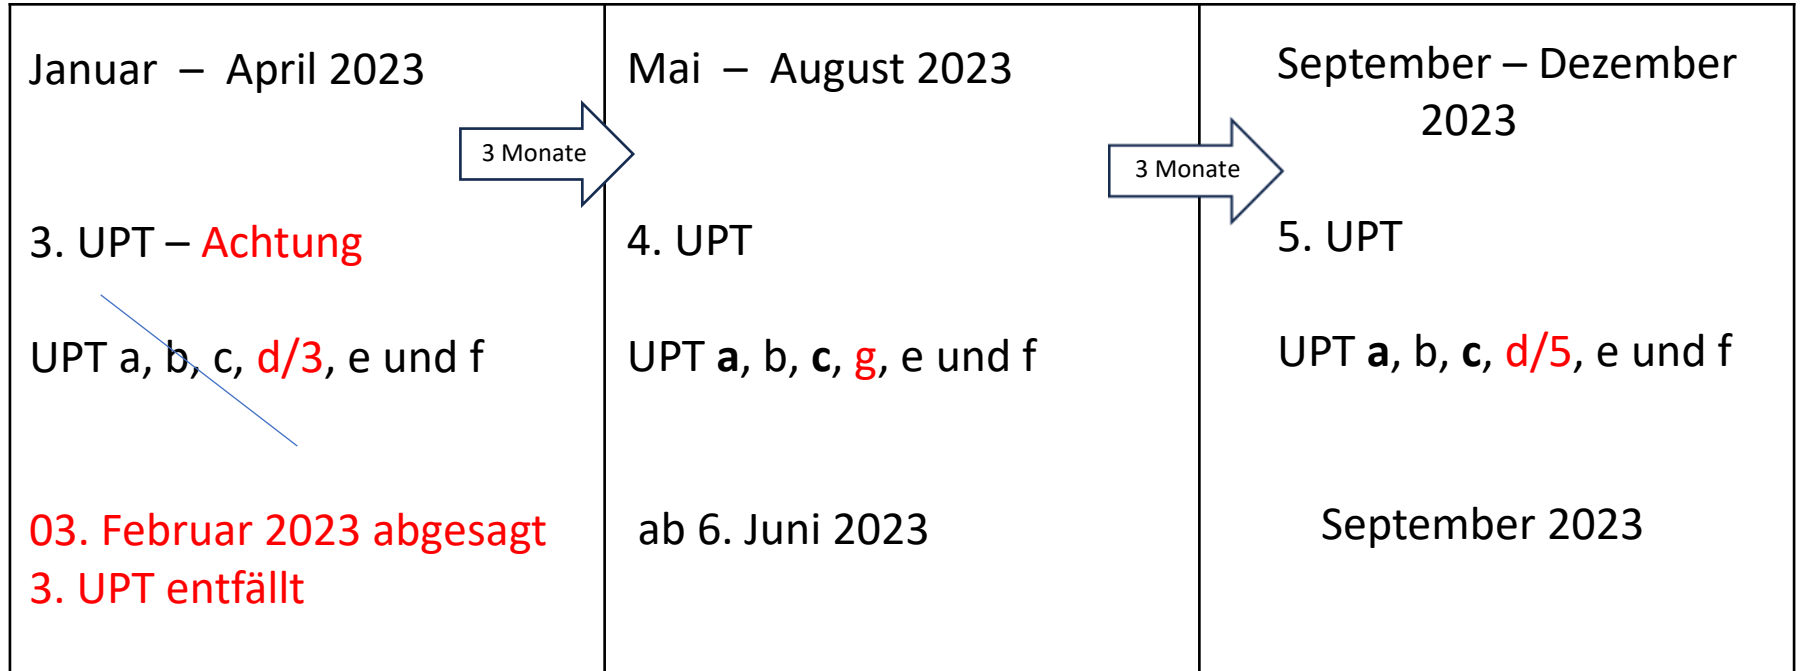 Januar – April 2023
3 Monate
3. UPT – Achtung
UPT a, b, c, d/3, e und f
03. Februar 2023 abgesagt
3. UPT entfällt
Mai – August 2023
3 Monate
4. UPT
UPT a, b, c, g, e und f
ab 6. Juni 2023
September – Dezember
2023
5. UPT
UPT a, b, c, d/5, e und f
September 2023